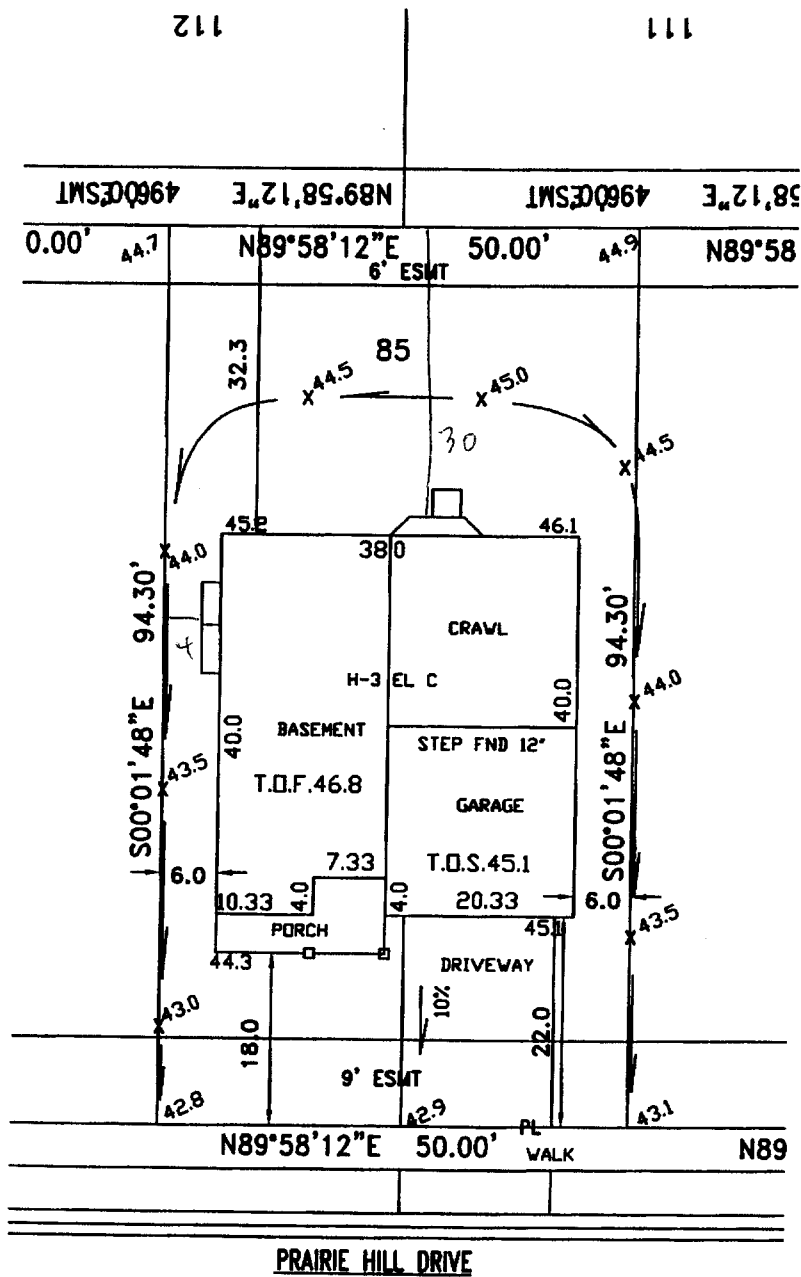 112 111
4960ESMT N89°58'12"E 4960ESMT 58'12"E
0.00' 44.7 N89°58'12"E 50.00' 44.9 N89°58
6' ESMT
32.3
85
X 44.5 X 45.0
30
X 44.5
45.2 38.0 46.1
X 44.0
94.30' CRAWL 94.30'
4
H-3 EL C
40.0 X 44.0
S00°01'48"E 40.0 BASEMENT STEP FND 12" S00°01'48"E
X 43.5 T.O.F.46.8 GARAGE
7.33 T.O.S.45.1
6.0 10.33 4.0 4.0 20.33 6.0
PORCH 45.1 X 43.5
44.3 DRIVEWAY
10%
X 43.0 18.0 22.0
9' ESMT
42.8 42.9 43.1
N89°58'12"E 50.00' PL N89
WALK
PRAIRIE HILL DRIVE